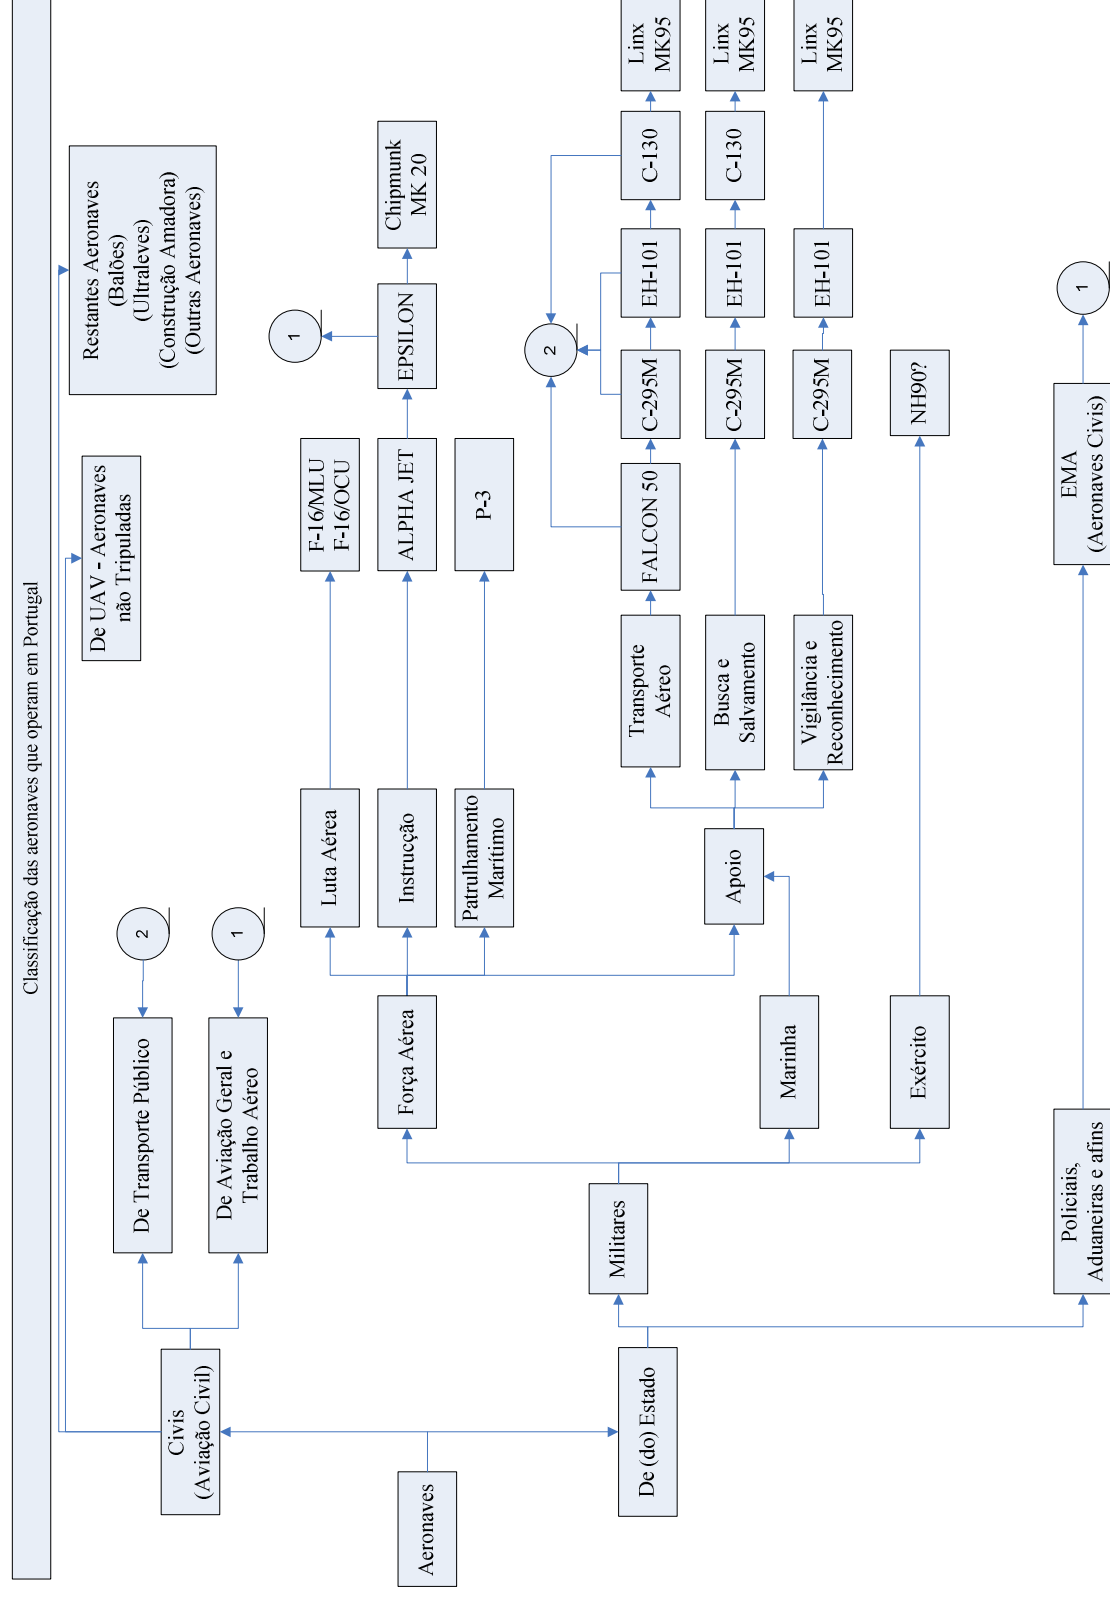 Classificação das aeronaves que operam em Portugal
Aeronaves
Civis
(Aviação Civil)
De Transporte Público
2
De Aviação Geral e
Trabalho Aéreo
1
De UAV - Aeronaves
não Tripuladas
Restantes Aeronaves
(Balões)
(Ultraleves)
(Construção Amadora)
(Outras Aeronaves)
De (do) Estado
Militares
Força Aérea
Luta Aérea
F-16/MLU
F-16/OCU
Instrucção
ALPHA JET
EPSILON
1
Chipmunk
MK 20
Patrulhamento
Marítimo
P-3
Marinha
Apoio
Transporte
Aéreo
FALCON 50
2
C-295M
EH-101
C-130
Linx
MK95
Busca e
Salvamento
C-295M
EH-101
C-130
Linx
MK95
Vigilância e
Reconhecimento
C-295M
EH-101
Linx
MK95
Exército
NH90?
Policiais,
Aduaneiras e afins
EMA
(Aeronaves Civis)
1